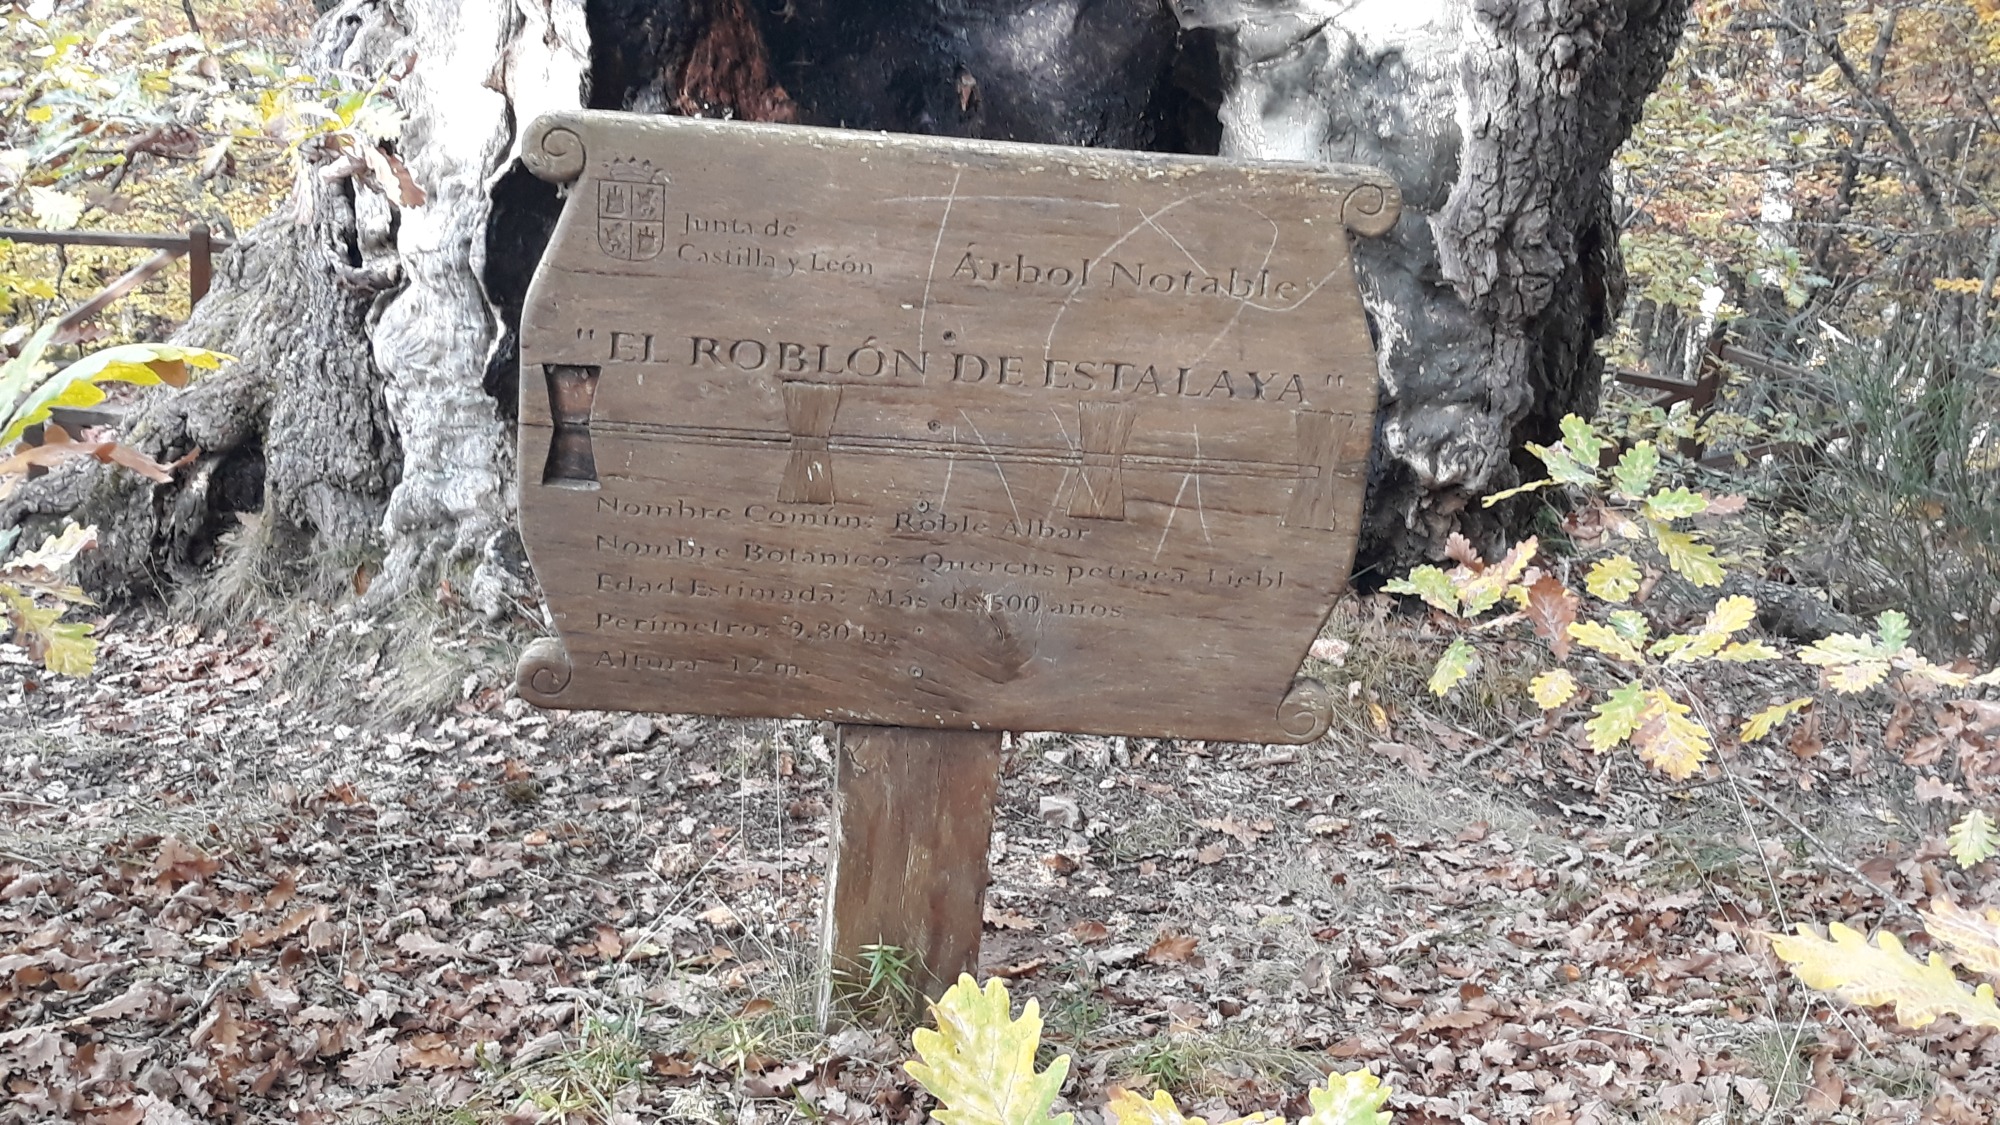 Junta de
Castilla y León
Árbol Notable
"EL ROBLÓN DE ESTALAYA"
Nombre Común: Roble Albar
Nombre Botanico: Quercus petraea Liebl
Edad Estimada: Más de 500 años
Perímetro: 9.80 m.
Altura 12 m.